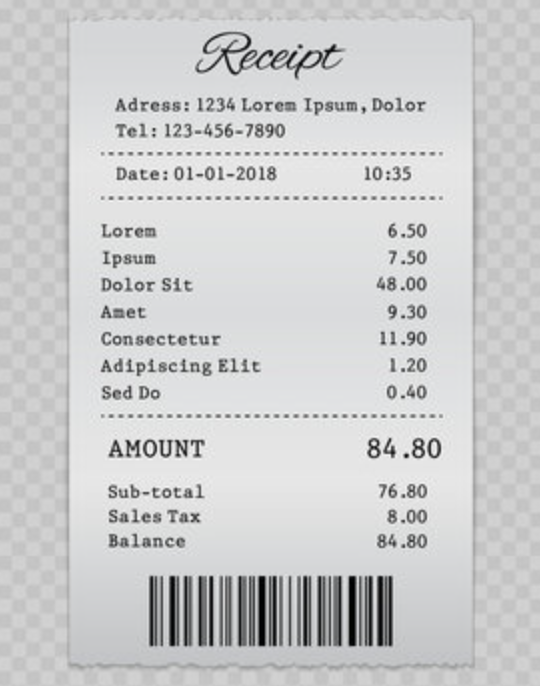 Receipt
Adress: 1234 Lorem Ipsum, Dolor
Tel: 123-456-7890
Date: 01-01-2018 10:35
Lorem 6.50
Ipsum 7.50
Dolor Sit 48.00
Amet 9.30
Consectetur 11.90
Adipiscing Elit 1.20
Sed Do 0.40
AMOUNT 84.80
Sub-total 76.80
Sales Tax 8.00
Balance 84.80